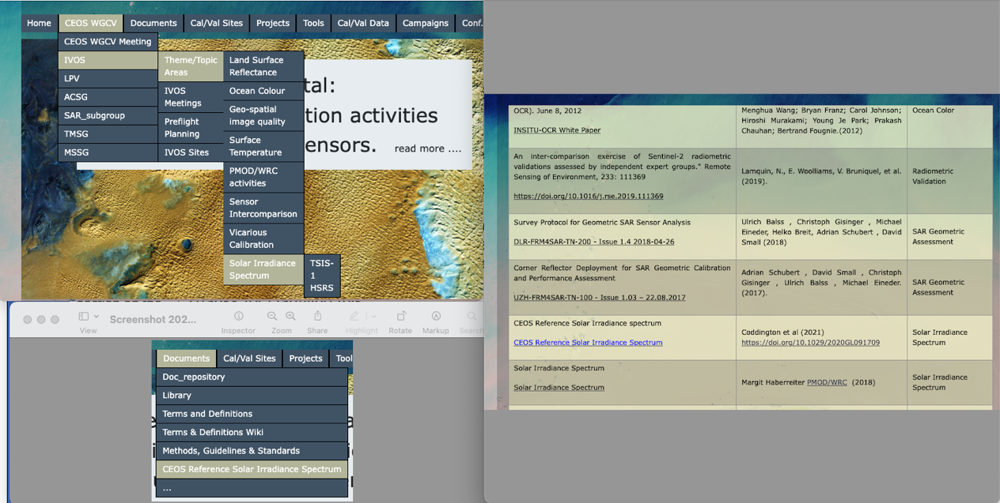 Home CEOS WGCV Documents Cal/Val Sites Projects Tools Cal/Val Data Campaigns Conf.
CEOS WGCV Meeting
IVOS
LPV
ACSG
SAR_subgroup
TMSG
MSSG
Theme/Topic
Areas
IVOS
Meetings
Preflight
Planning
IVOS Sites
Land Surface
Reflectance
Ocean Colour
Geo-spatial
image quality
Surface
Temperature
PMOD/WRC
activities
Sensor
Intercomparison
Vicarious
Calibration
Solar Irradiance
Spectrum
TSIS-
1
HSRS
tal:
tion activities
ensors. read more ....
Screenshot 202...
View
Inspector
Zoom
Share
Highlight
Rotate
Markup
Search
Documents Cal/Val Sites Projects Tool
Doc_repository
Library
Terms and Definitions
Terms & Definitions Wiki
Methods, Guidelines & Standards
CEOS Reference Solar Irradiance Spectrum
...
OCR). June 8, 2012
INSITU-OCR White Paper
Menghua Wang; Bryan Franz; Carol Johnson;
Hiroshi Murakami; Young Je Park; Prakash
Chauhan; Bertrand Fougnie.(2012)
Ocean Color
An inter-comparison exercise of Sentinel-2 radiometric
validations assessed by independent expert groups." Remote
Sensing of Environment, 233: 111369
https://doi.org/10.1016/j.rse.2019.111369
Lamquin, N., E. Woolliams, V. Bruniquel, et al.
(2019).
Radiometric
Validation
Survey Protocol for Geometric SAR Sensor Analysis
DLR-FRM4SAR-TN-200 - Issue 1.4 2018-04-26
Ulrich Balss , Christoph Gisinger , Michael
Eineder, Helko Breit, Adrian Schubert , David
Small (2018)
SAR Geometric
Assessment
Corner Reflector Deployment for SAR Geometric Calibration
and Performance Assessment
UZH-FRM4SAR-TN-100 - Issue 1.03 – 22.08.2017
Adrian Schubert , David Small , Christoph
Gisinger , Ulrich Balss , Michael Eineder.
(2017).
SAR Geometric
Assessment
CEOS Reference Solar Irradiance spectrum
CEOS Reference Solar Irradiance Spectrum
Coddington et al (2021)
https://doi.org/10.1029/2020GL091709
Solar Irradiance
Spectrum
Solar Irradiance Spectrum
Solar Irradiance Spectrum
Margit Haberreiter PMOD/WRC (2018)
Solar Irradiance
Spectrum